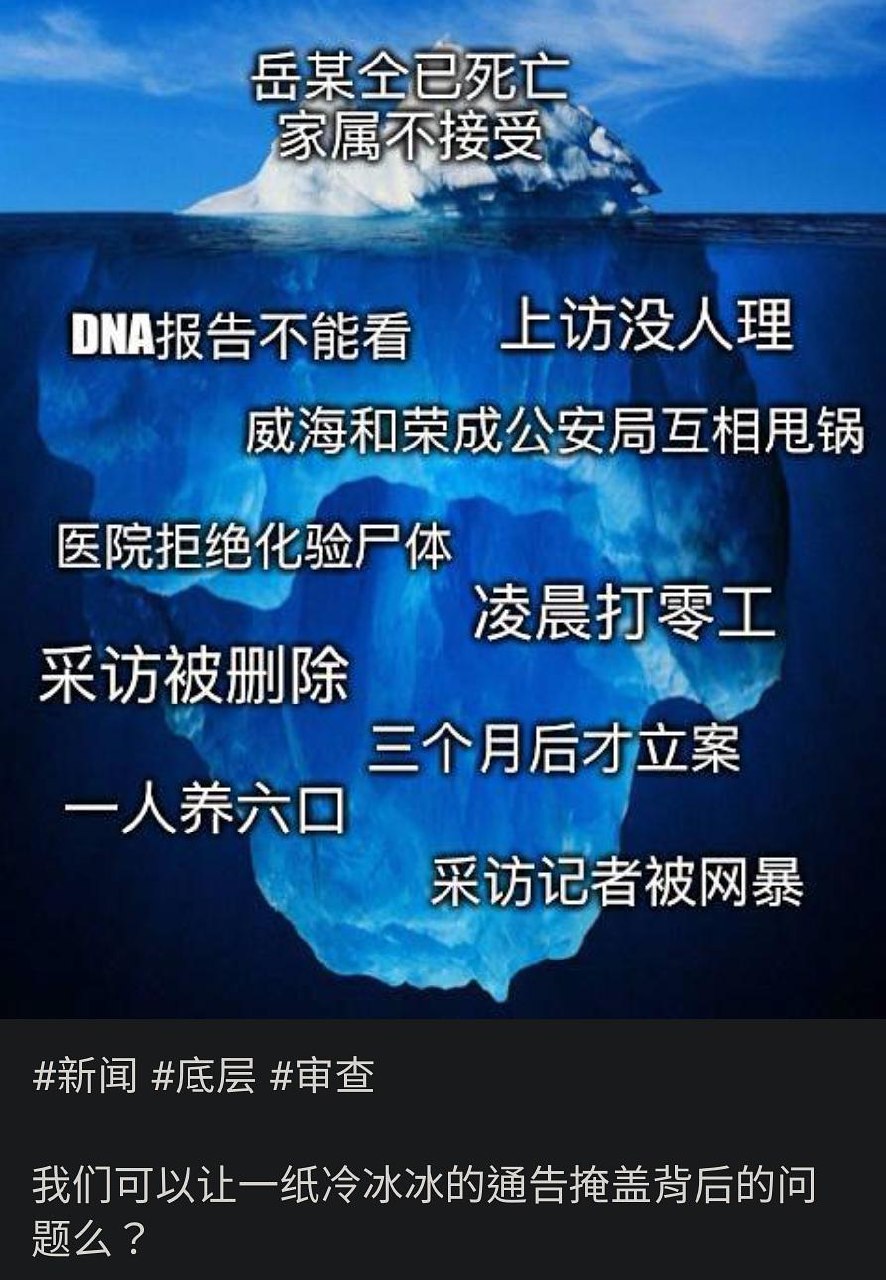 岳某仝已死亡
家属不接受
DNA报告不能看
上访没人理
威海和荣成公安局互相甩锅
医院拒绝化验尸体
凌晨打零工
采访被删除
三个月后才立案
一人养六口
采访记者被网暴
#新闻 #底层 #审查
我们可以让一纸冷冰冰的通告掩盖背后的问
题么？